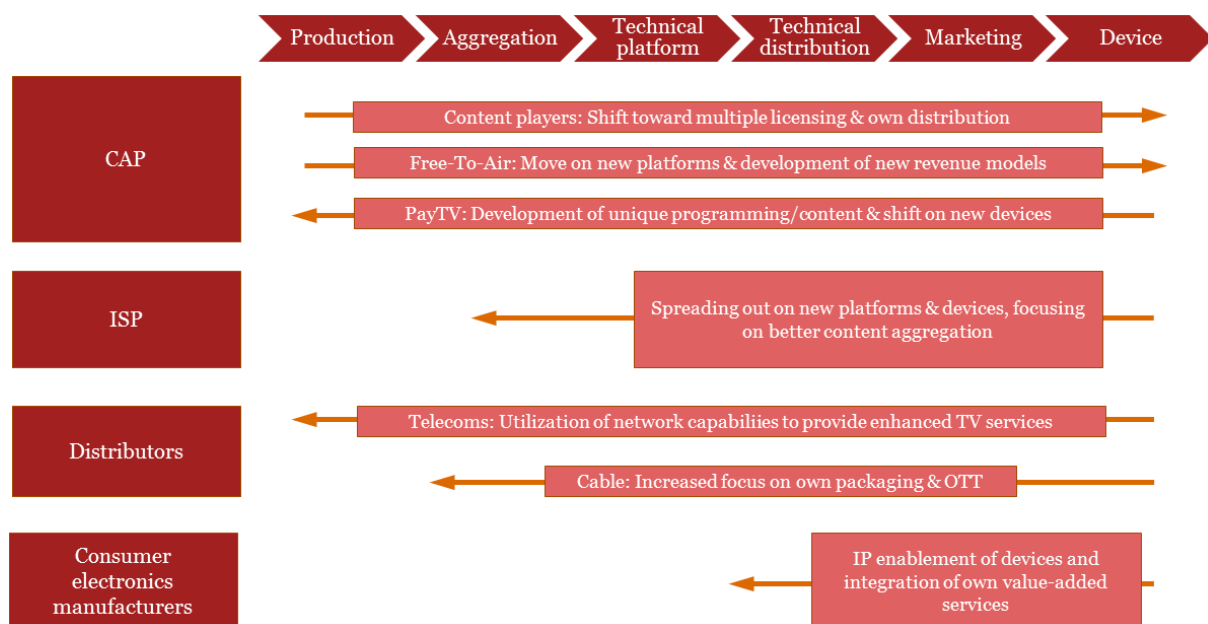 Production
Aggregation
Technical
platform
Technical
distribution
Marketing
Device
CAP
Content players: Shift toward multiple licensing & own distribution
Free-To-Air: Move on new platforms & development of new revenue models
PayTV: Development of unique programming/content & shift on new devices
ISP
Spreading out on new platforms & devices, focusing
on better content aggregation
Distributors
Telecoms: Utilization of network capabiliies to provide enhanced TV services
Cable: Increased focus on own packaging & OTT
Consumer
electronics
manufacturers
IP enablement of devices and
integration of own value-added
services